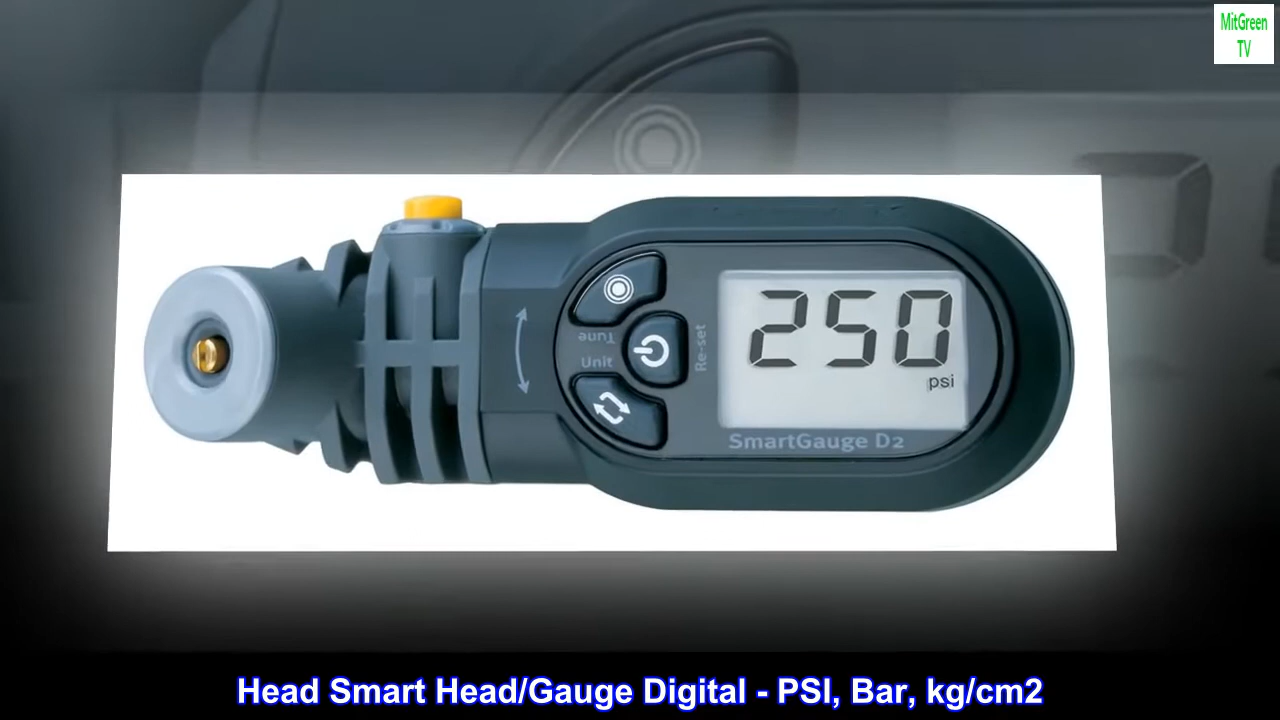 MitGreen
TV
Tune
Unit
Re-set
250
psi
SmartGauge D2
Head Smart Head/Gauge Digital - PSI, Bar, kg/cm2